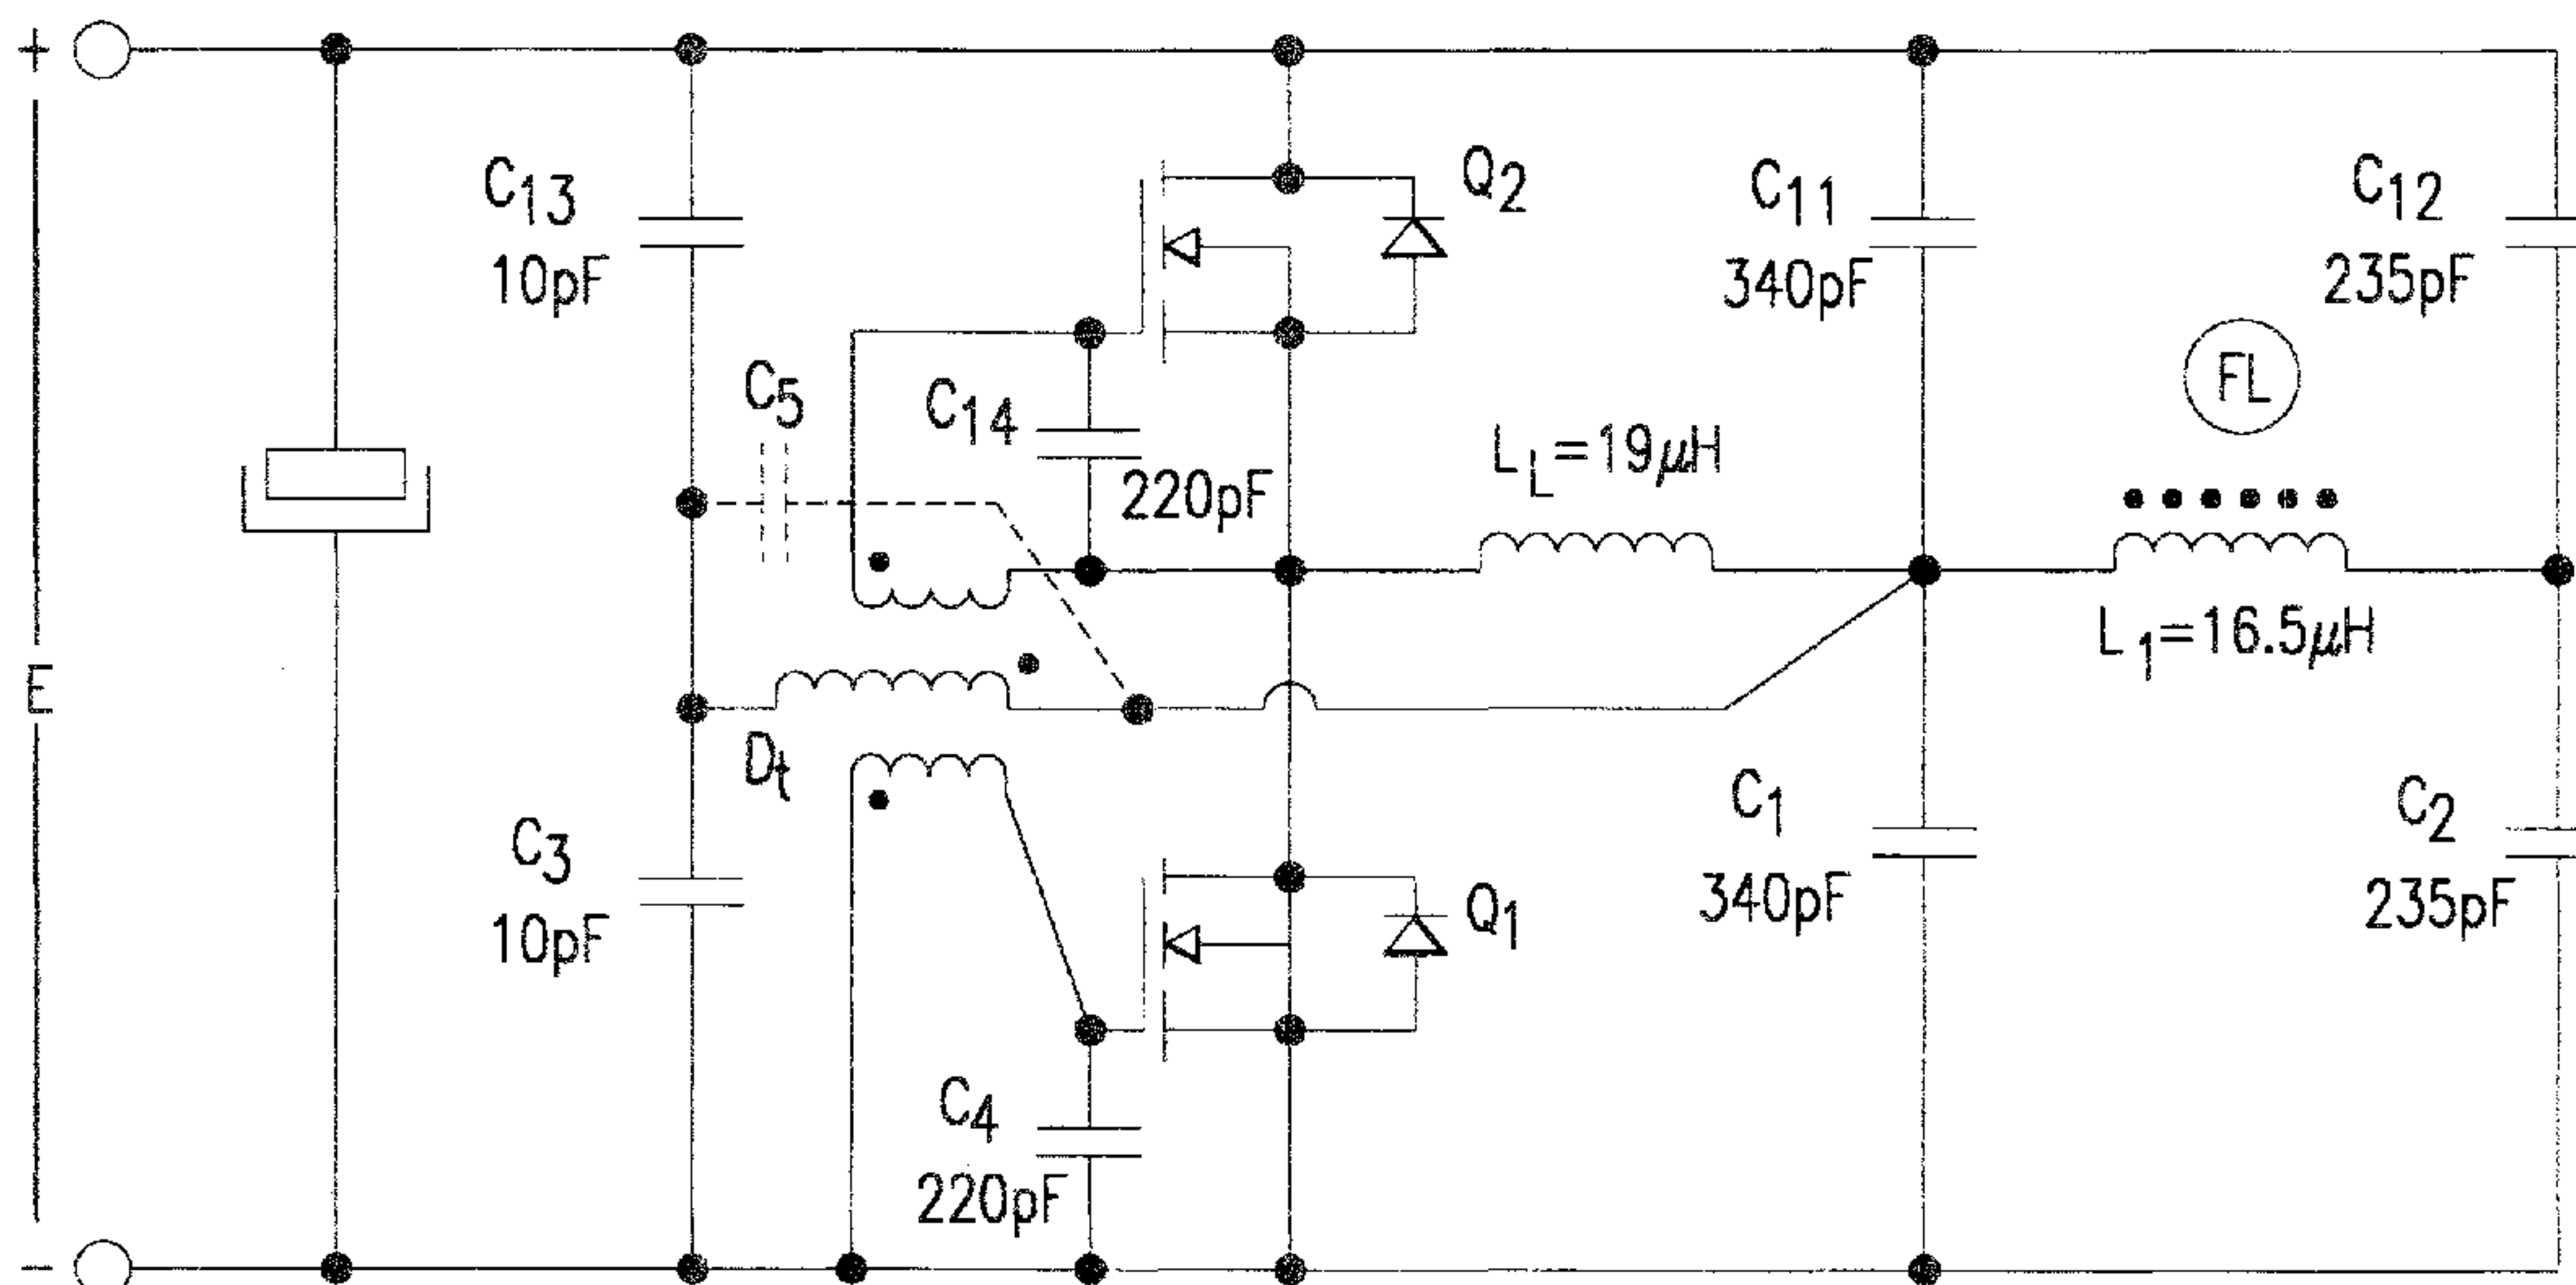 +
C13
10pF
Q2
C11
340pF
C12
235pF
FL
C5
C14
220pF
LL=19μH
L1=16.5μH
E
Dt
C3
10pF
C1
340pF
C2
235pF
Q1
C4
220pF
-